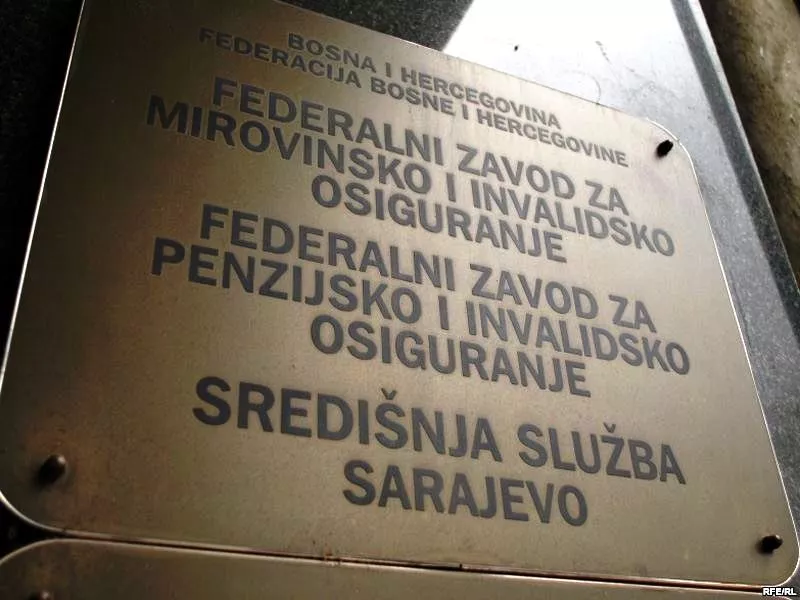 BOSNA I HERCEGOVINA
FEDERACIJA BOSNE I HERCEGOVINE
FEDERALNI ZAVOD ZA
MIROVINSKO I INVALIDSKO
OSIGURANJE
FEDERALNI ZAVOD ZA
PENZIJSKO I INVALIDSKO
OSIGURANJE
SREDIŠNJA SLUŽBA
SARAJEVO
RFE/RL